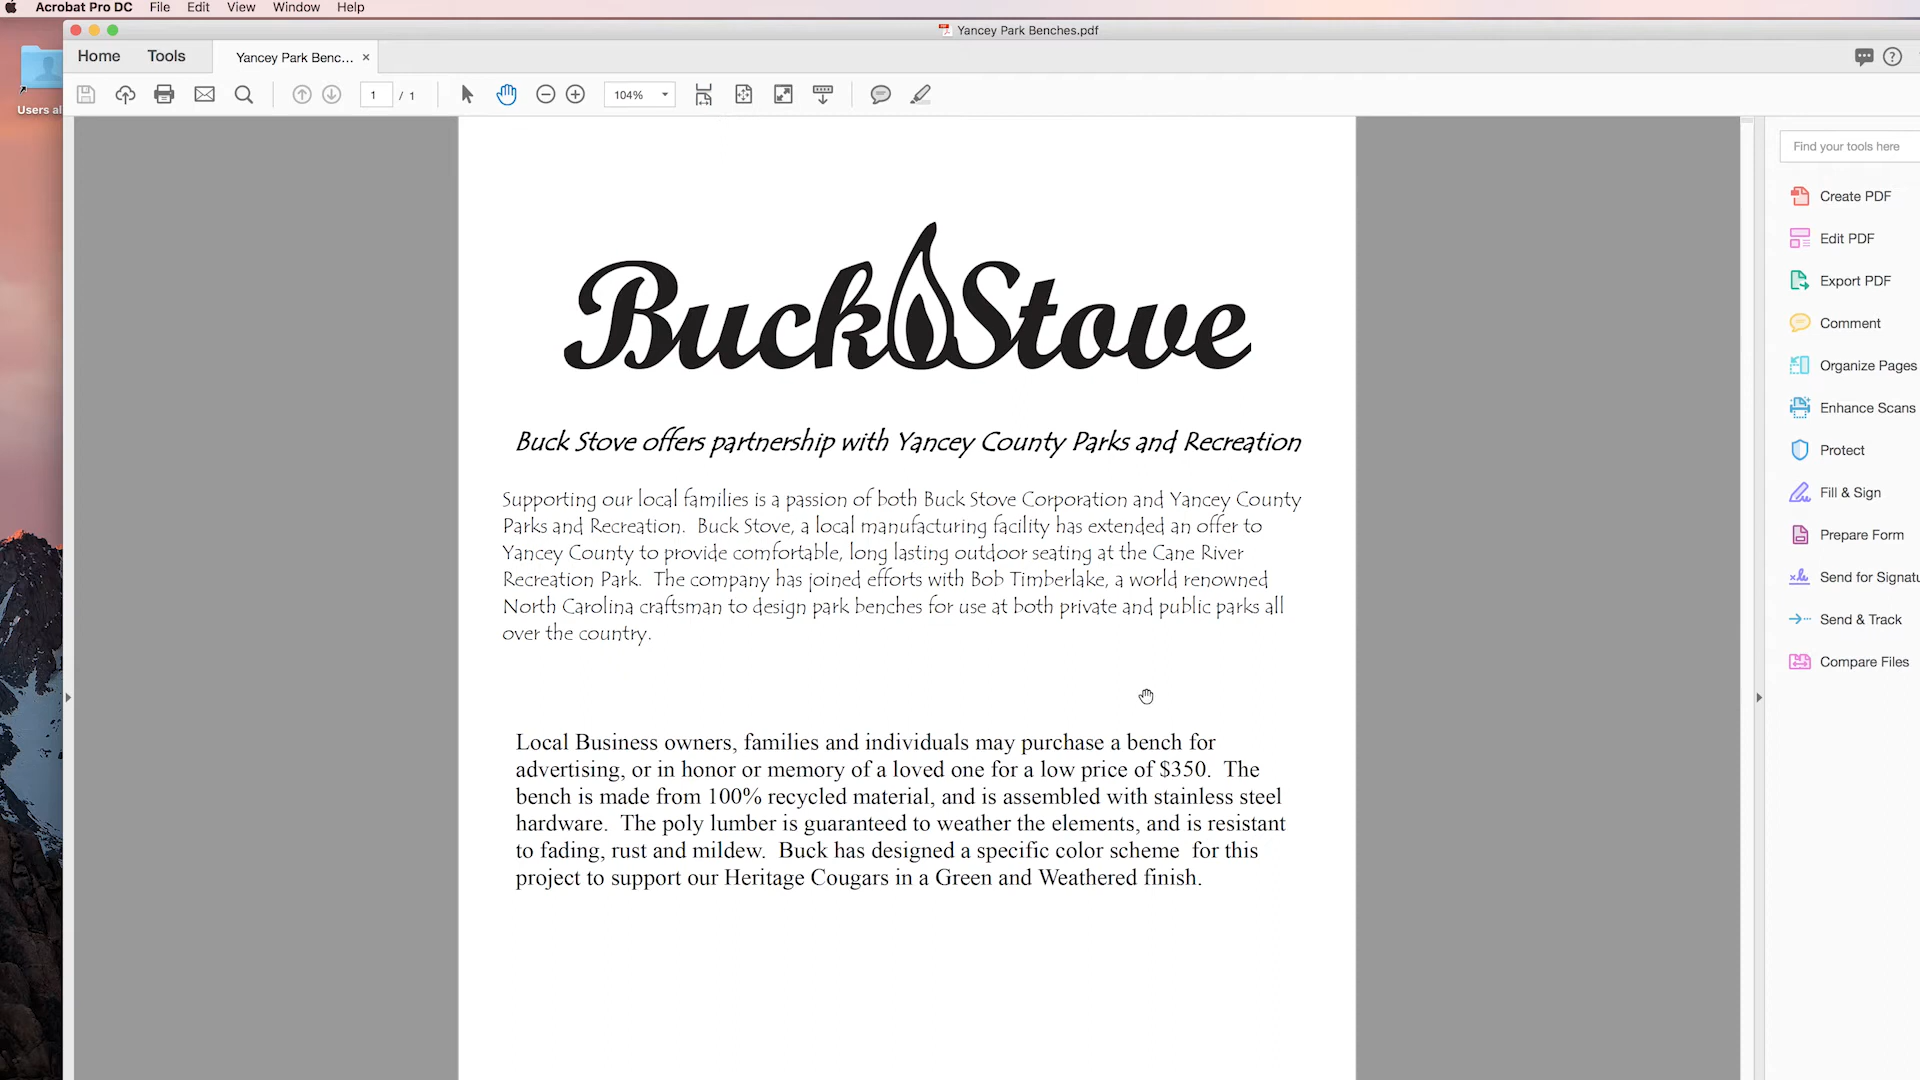 Acrobat Pro DC File Edit View Window Help
Yancey Park Benches.pdf
Home Tools Yancey Park Benc... ×
?
1 / 1 104%
Find your tools here
Create PDF
Edit PDF
Export PDF
Comment
Organize Pages
Enhance Scans
Protect
Fill & Sign
Prepare Form
Send for Signatu
Send & Track
Compare Files
Users al
Buck Stove
Buck Stove offers partnership with Yancey County Parks and Recreation
Supporting our local families is a passion of both Buck Stove Corporation and Yancey County
Parks and Recreation.  Buck Stove, a local manufacturing facility has extended an offer to
Yancey County to provide comfortable, long lasting outdoor seating at the Cane River
Recreation Park.  The company has joined efforts with Bob Timberlake, a world renowned
North Carolina craftsman to design park benches for use at both private and public parks all
over the country.
Local Business owners, families and individuals may purchase a bench for
advertising, or in honor or memory of a loved one for a low price of $350.  The
bench is made from 100% recycled material, and is assembled with stainless steel
hardware.  The poly lumber is guaranteed to weather the elements, and is resistant
to fading, rust and mildew.  Buck has designed a specific color scheme  for this
project to support our Heritage Cougars in a Green and Weathered finish.